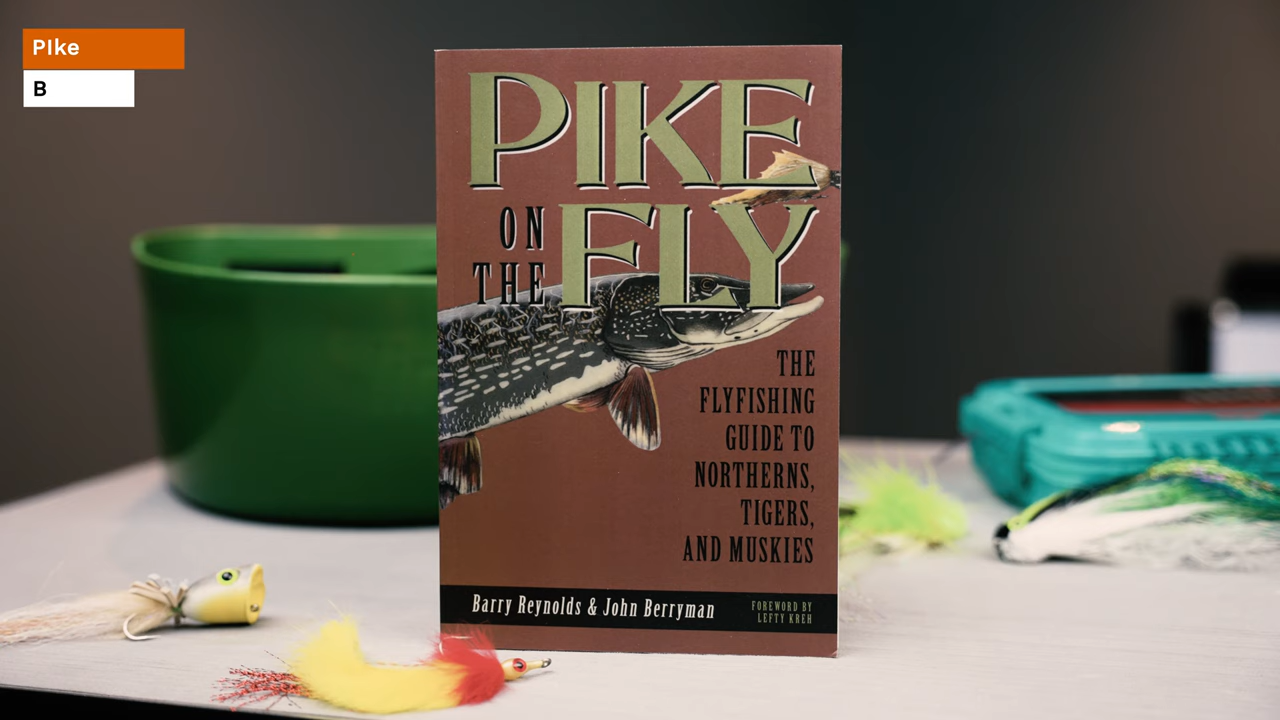 PIke
B
PIKE
ON THE FLY
THE
FLYFISHING
GUIDE TO
NORTHERNS,
TIGERS,
AND MUSKIES
Barry Reynolds & John Berryman
FOREWORD BY
LEFTY KREH